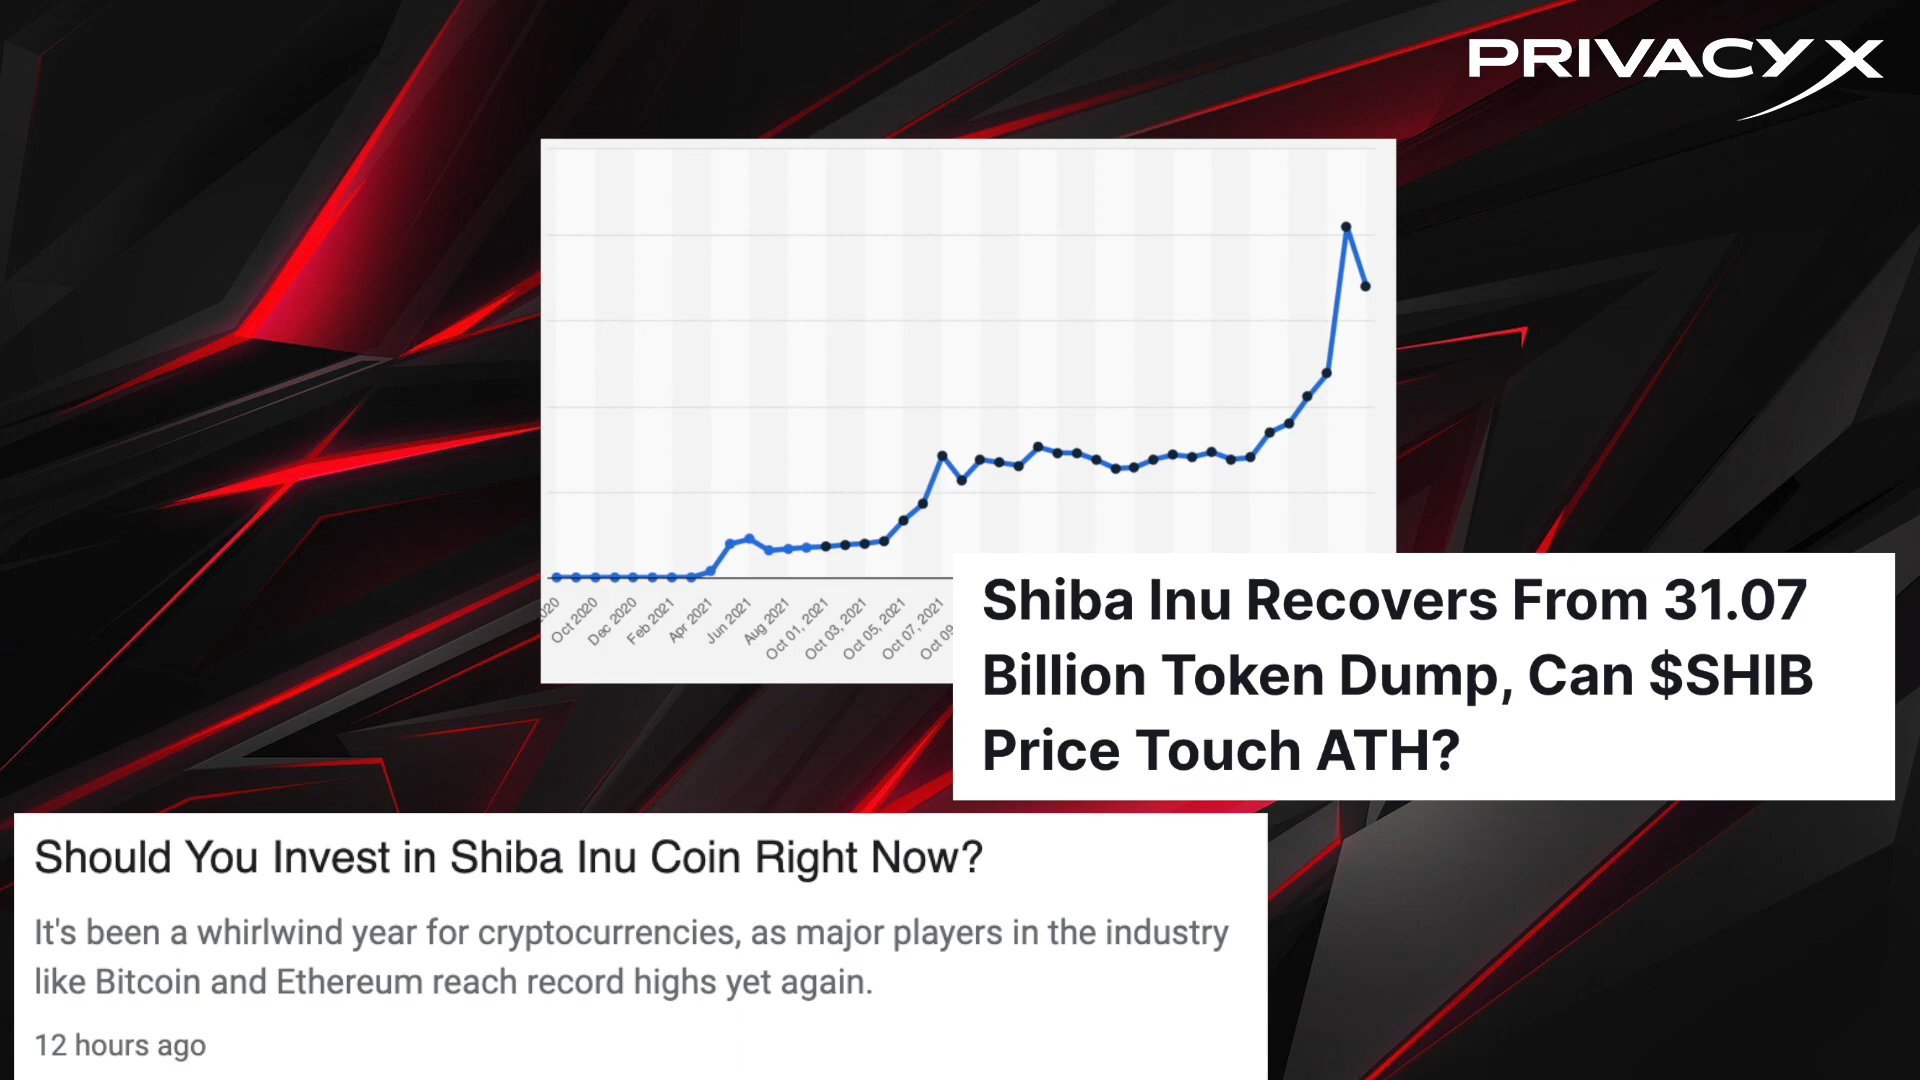 PRIVACY X
2020
Oct 2020
Dec 2020
Feb 2021
Apr 2021
Jun 2021
Aug 2021
Oct 01, 2021
Oct 03, 2021
Oct 05, 2021
Oct 07, 2021
Oct 09,
Shiba Inu Recovers From 31.07
Billion Token Dump, Can $SHIB
Price Touch ATH?
Should You Invest in Shiba Inu Coin Right Now?
It's been a whirlwind year for cryptocurrencies, as major players in the industry
like Bitcoin and Ethereum reach record highs yet again.
12 hours ago